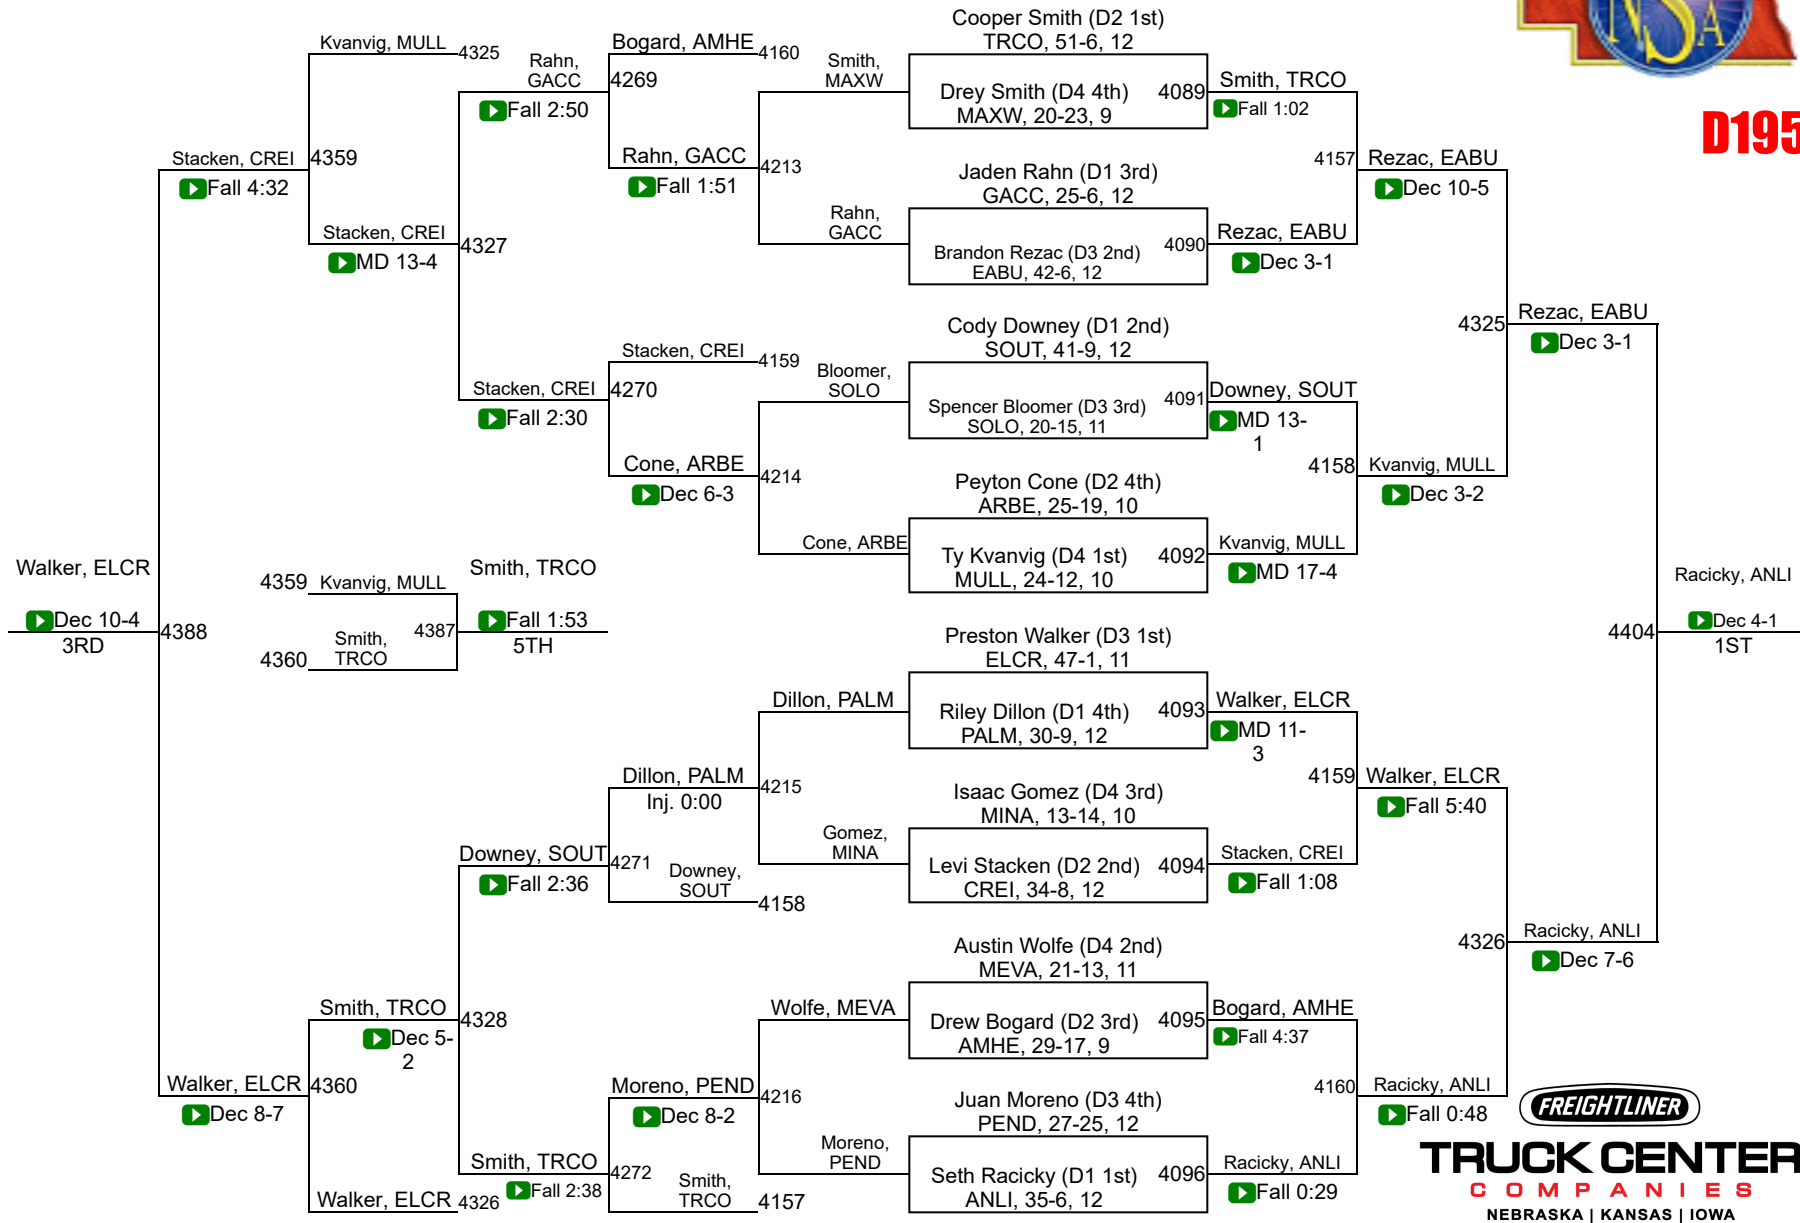 NSA
D195
Cooper Smith (D2 1st)
TRCO, 51-6, 12
Drey Smith (D4 4th)
MAXW, 20-23, 9
4089
Jaden Rahn (D1 3rd)
GACC, 25-6, 12
Brandon Rezac (D3 2nd)
EABU, 42-6, 12
4090
Cody Downey (D1 2nd)
SOUT, 41-9, 12
Spencer Bloomer (D3 3rd)
SOLO, 20-15, 11
4091
Peyton Cone (D2 4th)
ARBE, 25-19, 10
Ty Kvanvig (D4 1st)
MULL, 24-12, 10
4092
Preston Walker (D3 1st)
ELCR, 47-1, 11
Riley Dillon (D1 4th)
PALM, 30-9, 12
4093
Isaac Gomez (D4 3rd)
MINA, 13-14, 10
Levi Stacken (D2 2nd)
CREI, 34-8, 12
4094
Austin Wolfe (D4 2nd)
MEVA, 21-13, 11
Drew Bogard (D2 3rd)
AMHE, 29-17, 9
4095
Juan Moreno (D3 4th)
PEND, 27-25, 12
Seth Racicky (D1 1st)
ANLI, 35-6, 12
4096
Smith, TRCO
Fall 1:02
Rezac, EABU
Dec 3-1
Downey, SOUT
MD 13-
1
Kvanvig, MULL
MD 17-4
Walker, ELCR
MD 11-
3
Stacken, CREI
Fall 1:08
Bogard, AMHE
Fall 4:37
Racicky, ANLI
Fall 0:29
4157
Rezac, EABU
Dec 10-5
4158
Kvanvig, MULL
Dec 3-2
4159
Walker, ELCR
Fall 5:40
4160
Racicky, ANLI
Fall 0:48
4325
Rezac, EABU
Dec 3-1
4326
Racicky, ANLI
Dec 7-6
4404
Racicky, ANLI
Dec 4-1
1ST
Smith,
MAXW
Rahn,
GACC
4213
Bloomer,
SOLO
Cone, ARBE
4214
Dillon, PALM
Gomez,
MINA
4215
Wolfe, MEVA
Moreno,
PEND
4216
Bogard, AMHE
4160
Rahn, GACC
Fall 1:51
4269
Stacken, CREI
4159
Cone, ARBE
Dec 6-3
4270
Dillon, PALM
Inj. 0:00
Downey,
SOUT
4158
4271
Moreno, PEND
Dec 8-2
Smith,
TRCO
4157
4272
Rahn,
GACC
Fall 2:50
Stacken, CREI
Fall 2:30
4327
Downey, SOUT
Fall 2:36
Smith, TRCO
Fall 2:38
4328
Kvanvig, MULL
4325
Stacken, CREI
MD 13-4
4359
Smith, TRCO
Dec 5-
2
Walker, ELCR
4326
4360
Stacken, CREI
Fall 4:32
Walker, ELCR
Dec 8-7
4388
Walker, ELCR
Dec 10-4
3RD
4359
Kvanvig, MULL
4360
Smith,
TRCO
4387
Smith, TRCO
Fall 1:53
5TH
FREIGHTLINER
TRUCK CENTER
COMPANIES
NEBRASKA | KANSAS | IOWA